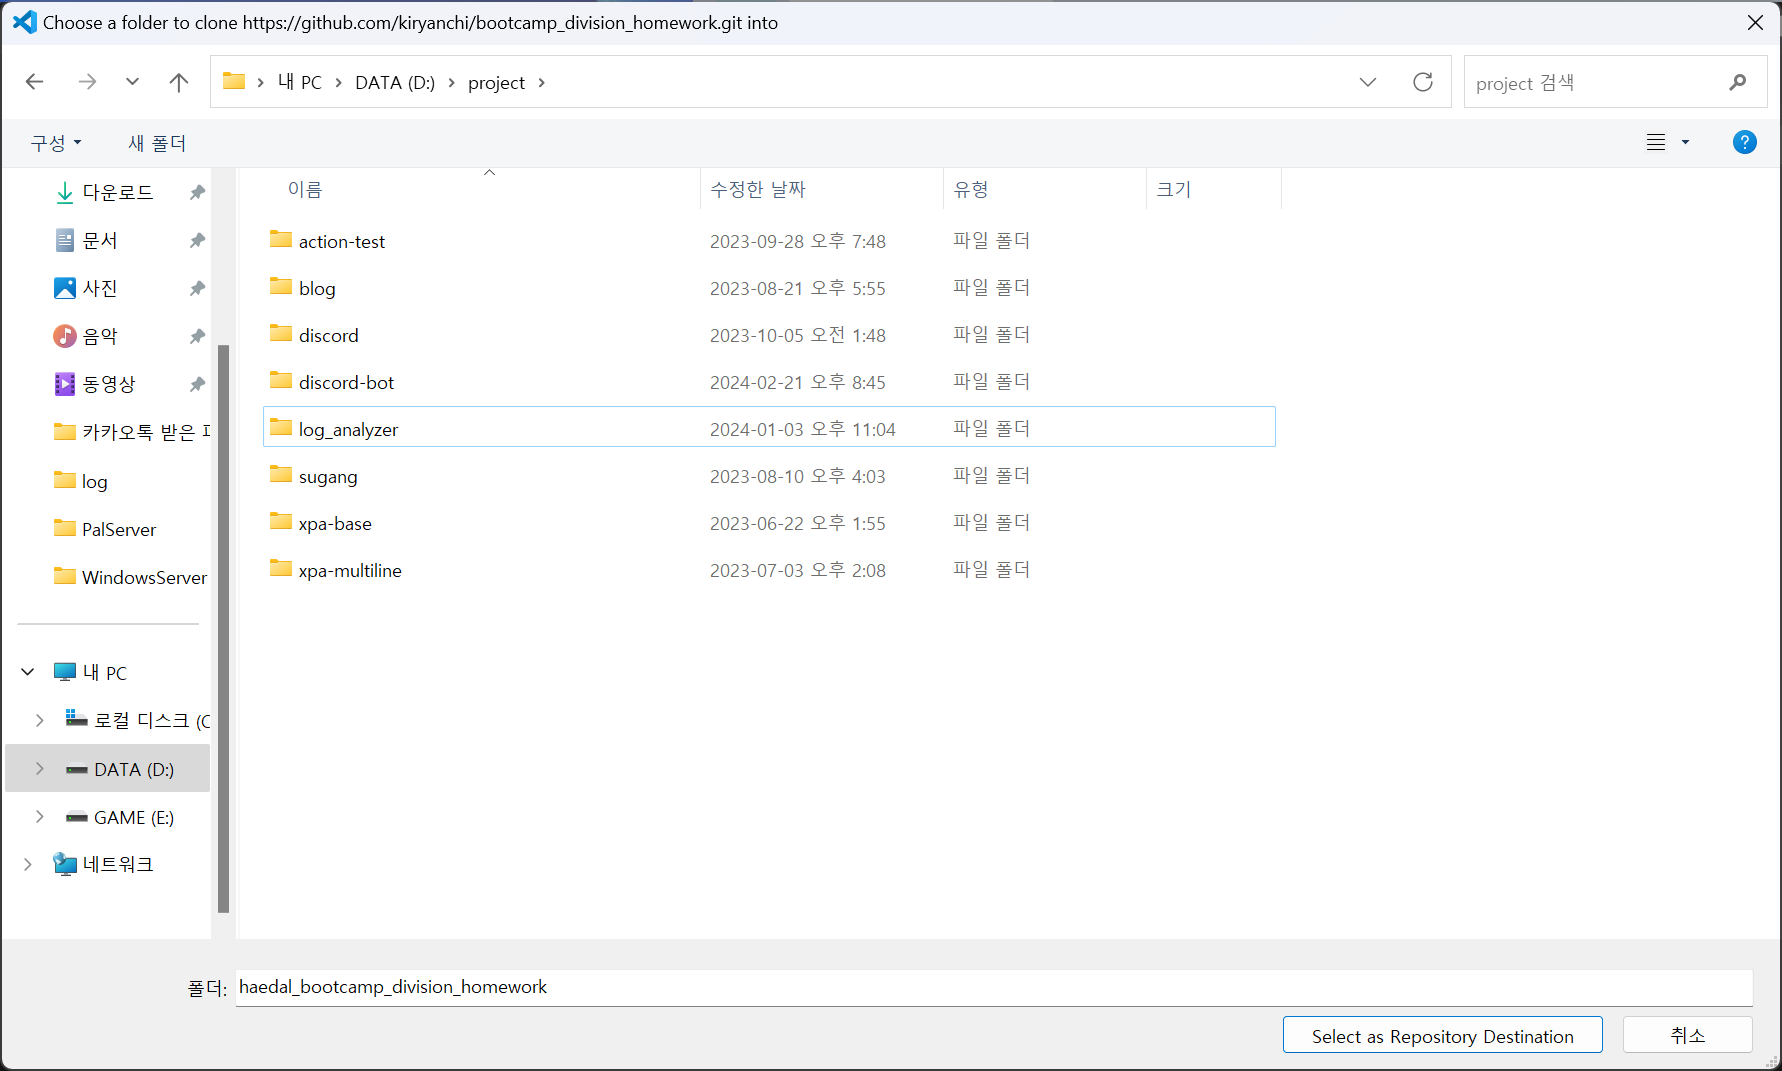 Choose a folder to clone https://github.com/kiryanchi/bootcamp_division_homework.git into
내 PC > DATA (D:) > project >
project 검색
구성
새 폴더
다운로드
문서
사진
음악
동영상
카카오톡 받은
log
PalServer
WindowsServer
내 PC
로컬 디스크 (C
DATA (D:)
GAME (E:)
네트워크
이름 수정한 날짜 유형 크기
action-test 2023-09-28 오후 7:48 파일 폴더
blog 2023-08-21 오후 5:55 파일 폴더
discord 2023-10-05 오전 1:48 파일 폴더
discord-bot 2024-02-21 오후 8:45 파일 폴더
log_analyzer 2024-01-03 오후 11:04 파일 폴더
sugang 2023-08-10 오후 4:03 파일 폴더
xpa-base 2023-06-22 오후 1:55 파일 폴더
xpa-multiline 2023-07-03 오후 2:08 파일 폴더
폴더: haedal_bootcamp_division_homework
Select as Repository Destination
취소